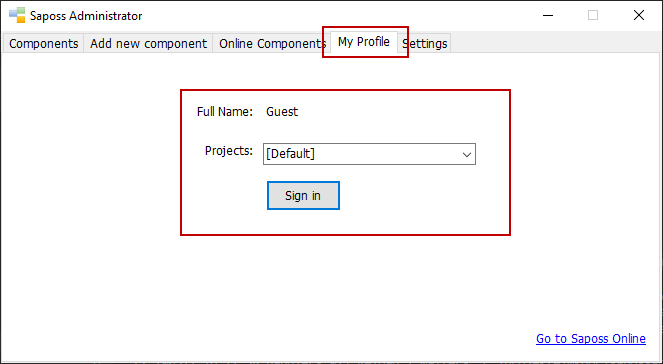 Saposs Administrator
Components Add new component Online Components My Profile Settings
Full Name: Guest
Projects: [Default]
Sign in
Go to Saposs Online